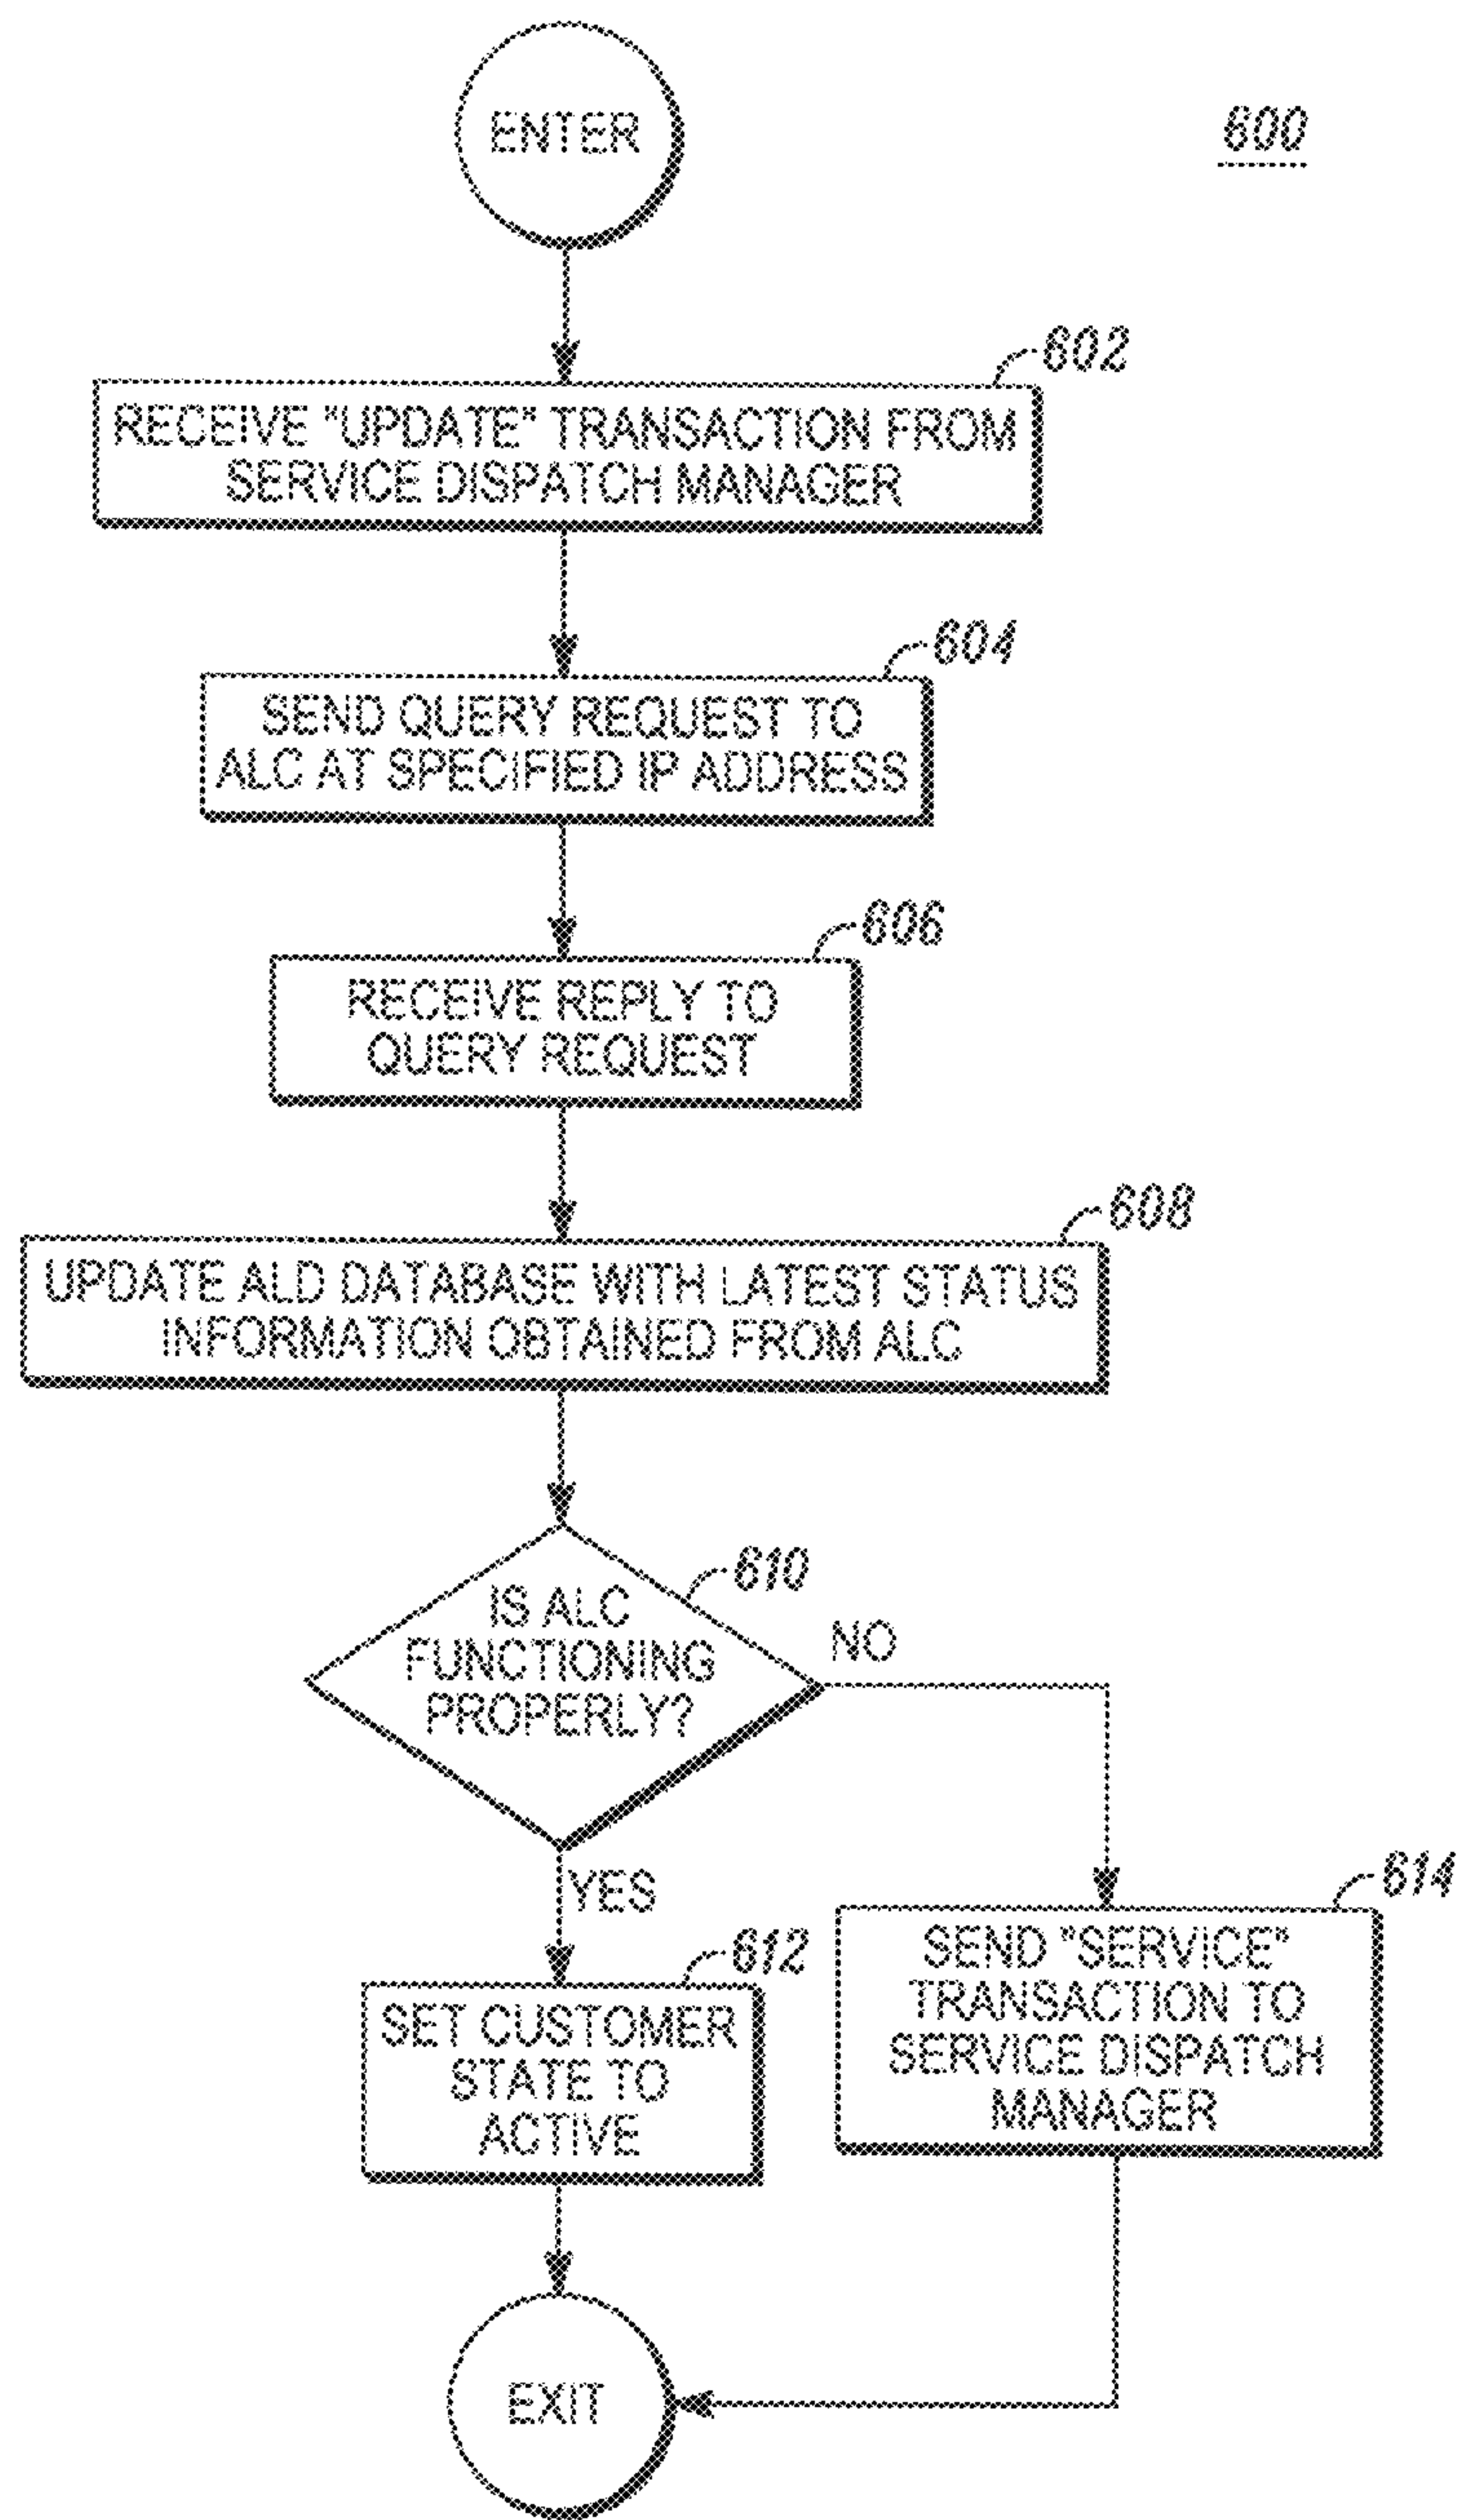 ENTER
600
602
RECEIVE "UPDATE" TRANSACTION FROM
SERVICE DISPATCH MANAGER
604
SEND QUERY REQUEST TO
ALC AT SPECIFIED IP ADDRESS
606
RECEIVE REPLY TO
QUERY REQUEST
608
UPDATE ALD DATABASE WITH LATEST STATUS
INFORMATION OBTAINED FROM ALC
610
IS ALC
FUNCTIONING
PROPERLY?
NO
YES
612
SET CUSTOMER
STATE TO
ACTIVE
614
SEND "SERVICE"
TRANSACTION TO
SERVICE DISPATCH
MANAGER
EXIT